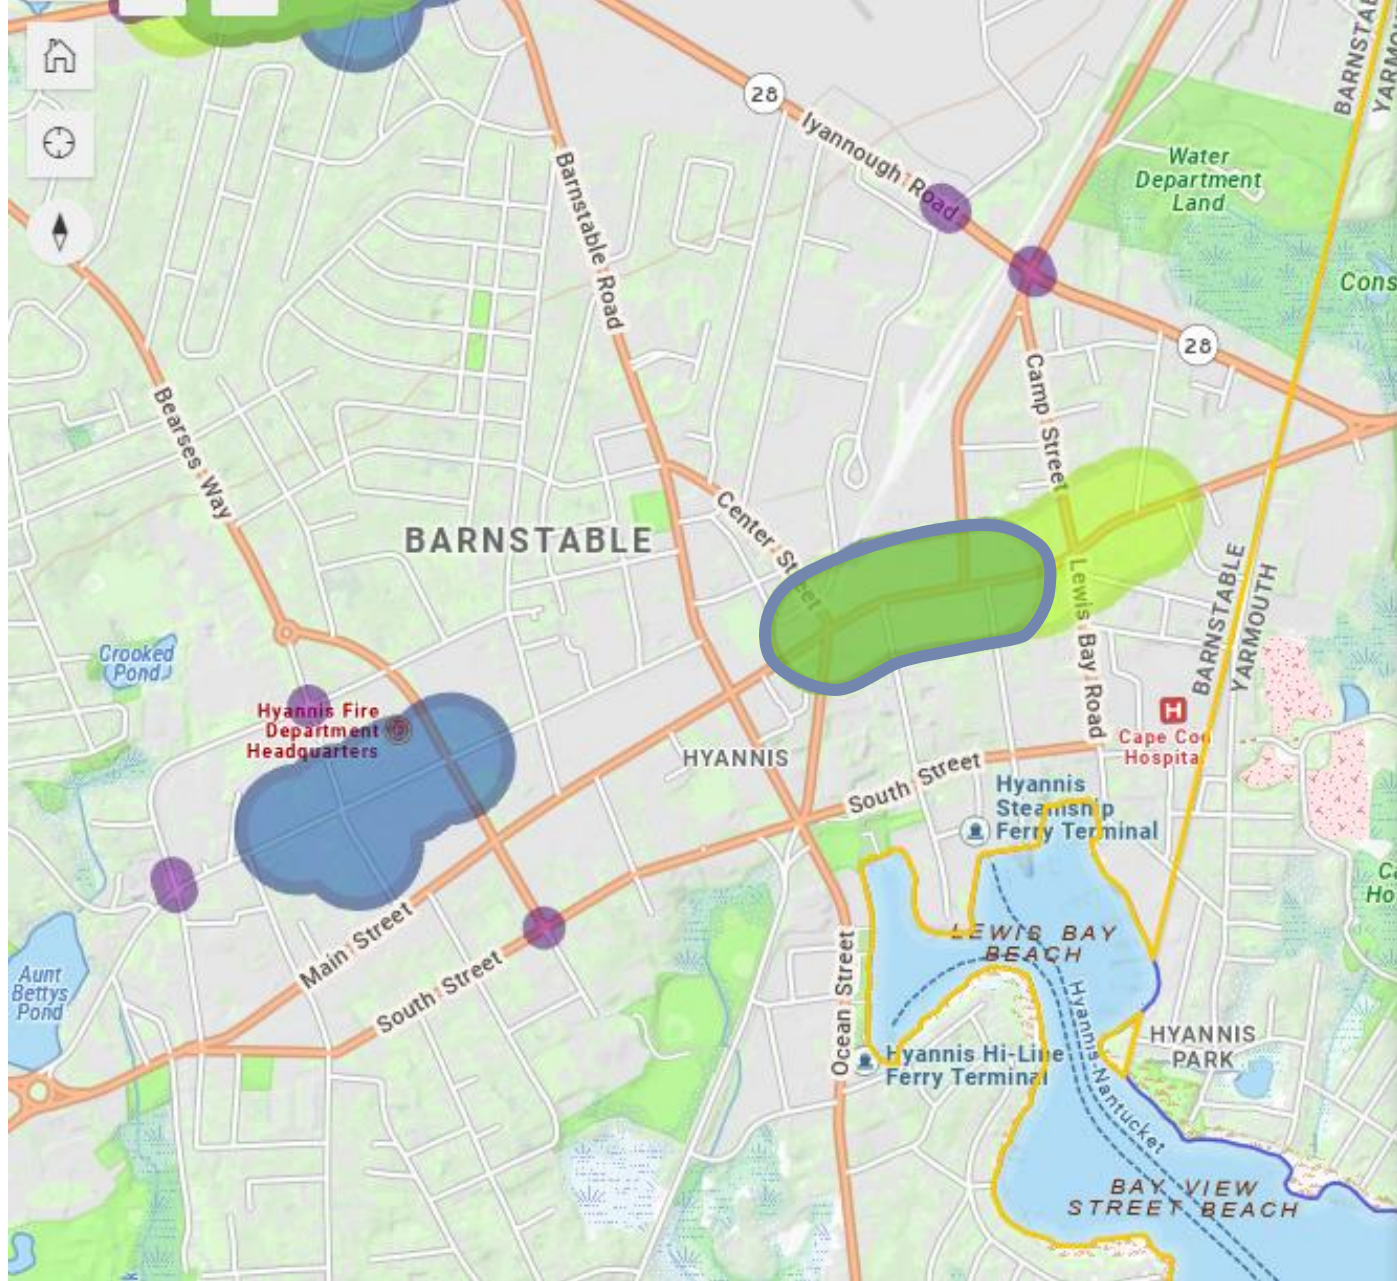 28
Iyannough Road
BARNSTABLE
Water
Department
Land
Barnstable Road
28
Camp Street
Bearses Way
Center Street
BARNSTABLE
Lewis Bay Road
BARNSTABLE
YARMOUTH
Crooked
Pond
Hyannis Fire
Department
Headquarters
HYANNIS
H
Cape Cod
Hospital
South Street
Hyannis
Steamship
Ferry Terminal
Main Street
South Street
Aunt
Bettys
Pond
LEWIS BAY
BEACH
Ocean Street
Hyannis-Nantucket
HYANNIS
PARK
Hyannis Hi-Line
Ferry Terminal
BAY VIEW
STREET BEACH